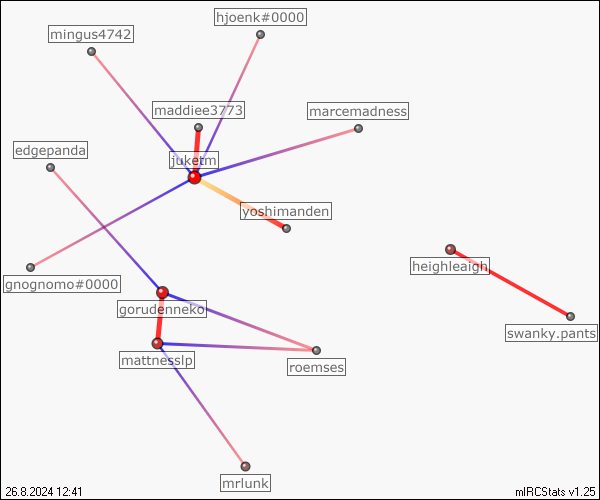 hjoenk#0000
mingus4742
maddiee3773
marcemadness
edgepanda
juketm
yoshimanden
heighleaigh
gnognomo#0000
gorudenneko
swanky.pants
mattnesslp
roemses
mrlunk
26.8.2024 12:41
mIRCStats v1.25